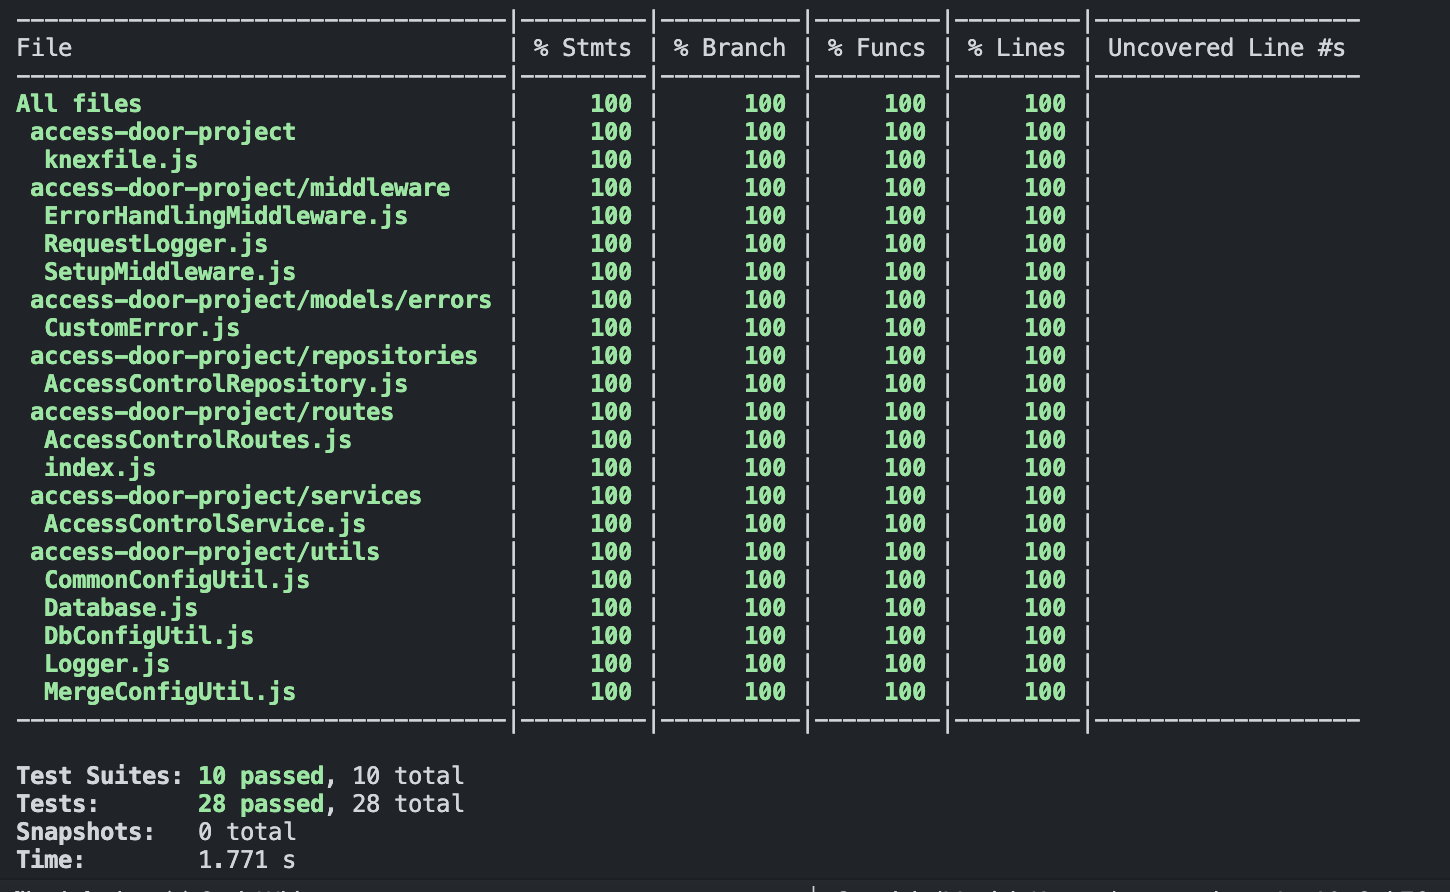 File | % Stmts | % Branch | % Funcs | % Lines | Uncovered Line #s
All files | 100 | 100 | 100 | 100 |
access-door-project | 100 | 100 | 100 | 100 |
knexfile.js | 100 | 100 | 100 | 100 |
access-door-project/middleware | 100 | 100 | 100 | 100 |
ErrorHandlingMiddleware.js | 100 | 100 | 100 | 100 |
RequestLogger.js | 100 | 100 | 100 | 100 |
SetupMiddleware.js | 100 | 100 | 100 | 100 |
access-door-project/models/errors | 100 | 100 | 100 | 100 |
CustomError.js | 100 | 100 | 100 | 100 |
access-door-project/repositories | 100 | 100 | 100 | 100 |
AccessControlRepository.js | 100 | 100 | 100 | 100 |
access-door-project/routes | 100 | 100 | 100 | 100 |
AccessControlRoutes.js | 100 | 100 | 100 | 100 |
index.js | 100 | 100 | 100 | 100 |
access-door-project/services | 100 | 100 | 100 | 100 |
AccessControlService.js | 100 | 100 | 100 | 100 |
access-door-project/utils | 100 | 100 | 100 | 100 |
CommonConfigUtil.js | 100 | 100 | 100 | 100 |
Database.js | 100 | 100 | 100 | 100 |
DbConfigUtil.js | 100 | 100 | 100 | 100 |
Logger.js | 100 | 100 | 100 | 100 |
MergeConfigUtil.js | 100 | 100 | 100 | 100 |
Test Suites: 10 passed, 10 total
Tests: 28 passed, 28 total
Snapshots: 0 total
Time: 1.771 s